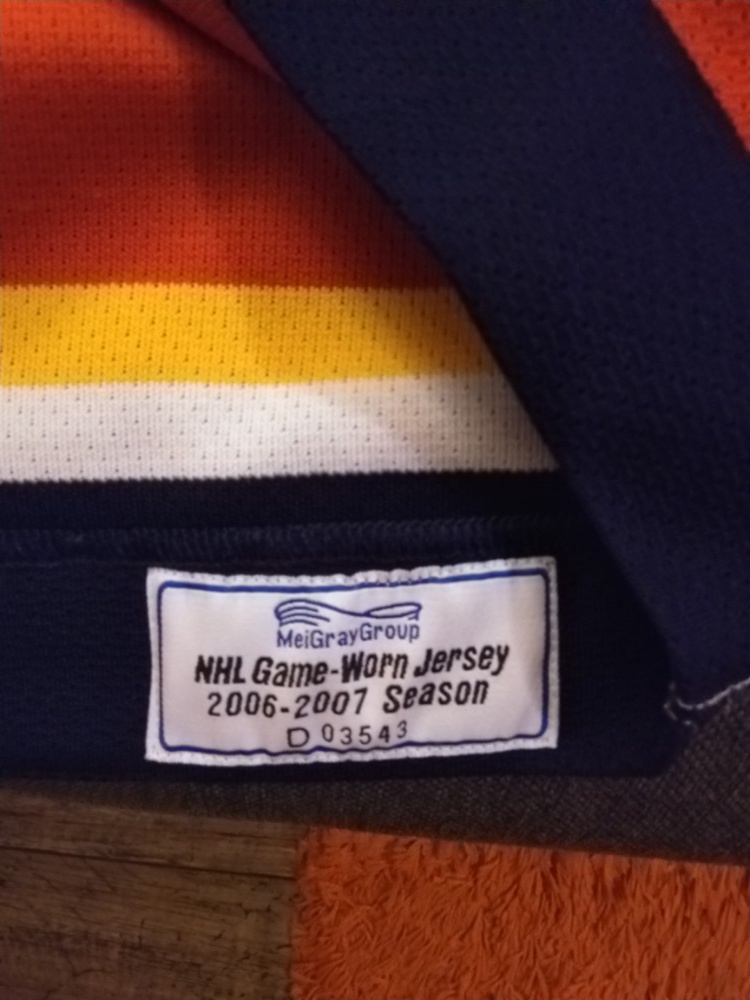 MeiGrayGroup
NHL Game-Worn Jersey
2006-2007 Season
D 03543